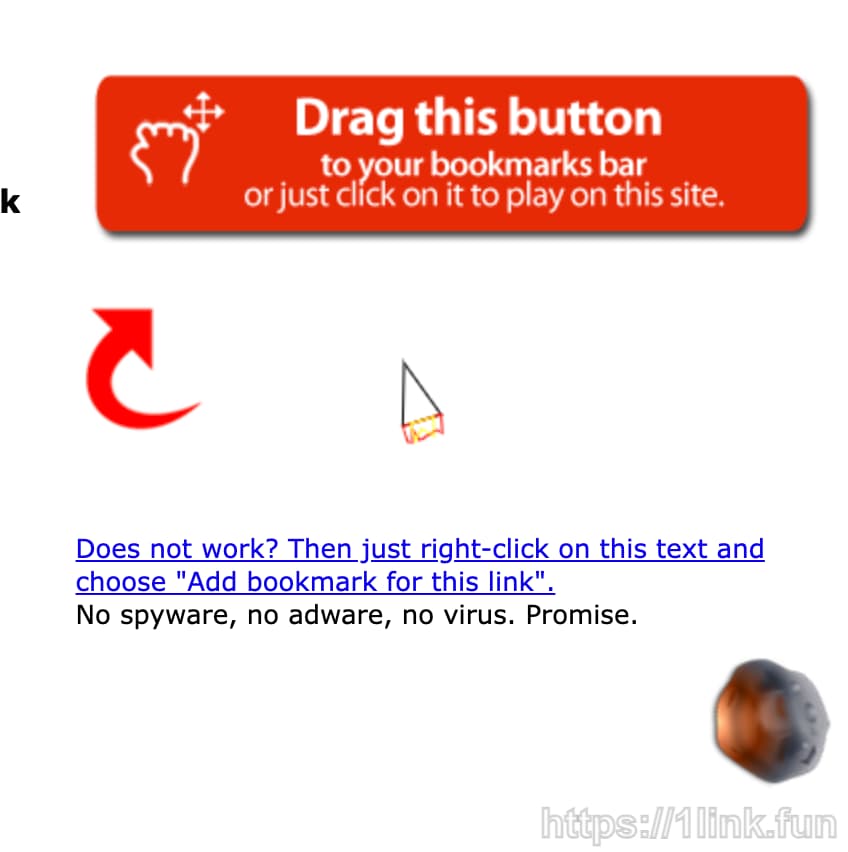 Drag this button
to your bookmarks bar
or just click on it to play on this site.
k
Does not work? Then just right-click on this text and
choose "Add bookmark for this link".
No spyware, no adware, no virus. Promise.
https://1link.fun